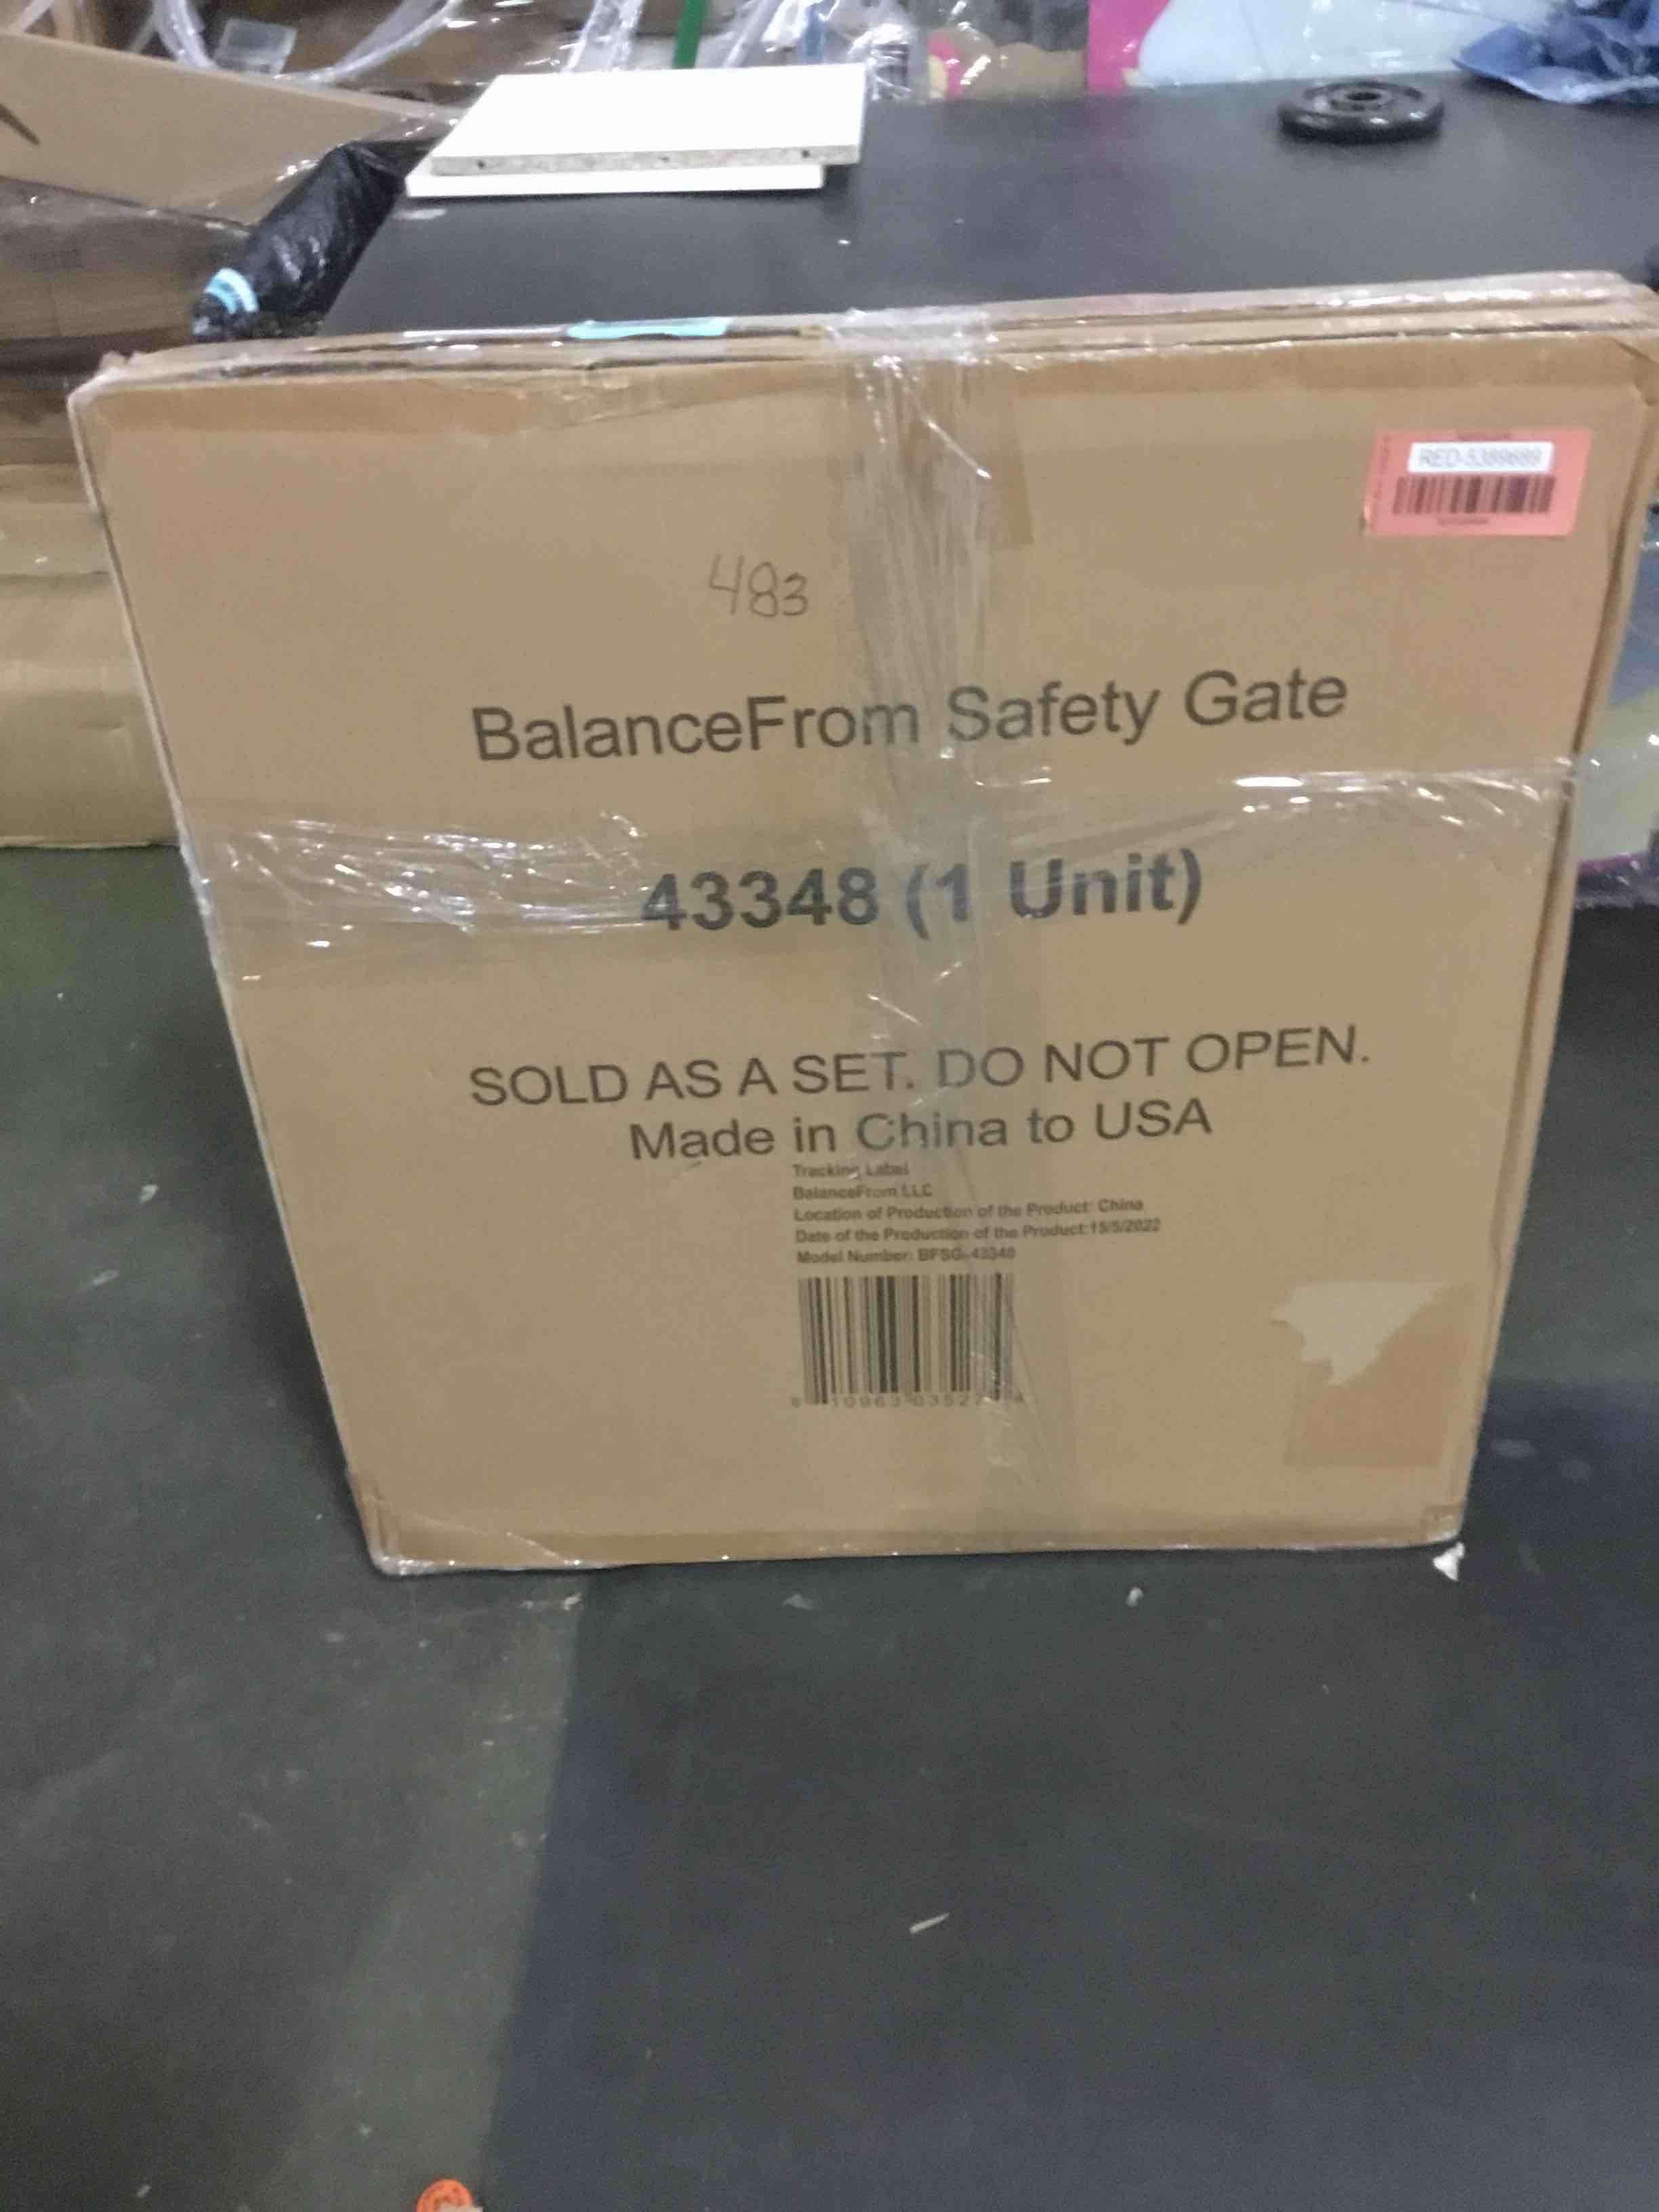 RED-5389689
483
BalanceFrom Safety Gate
43348 (1 Unit)
SOLD AS A SET. DO NOT OPEN.
Made in China to USA
Tracking Label
BalanceFrom LLC
Location of Production of the Product: China
Date of the Production of the Product:15/5/2022
Model Number: BFSG-43348